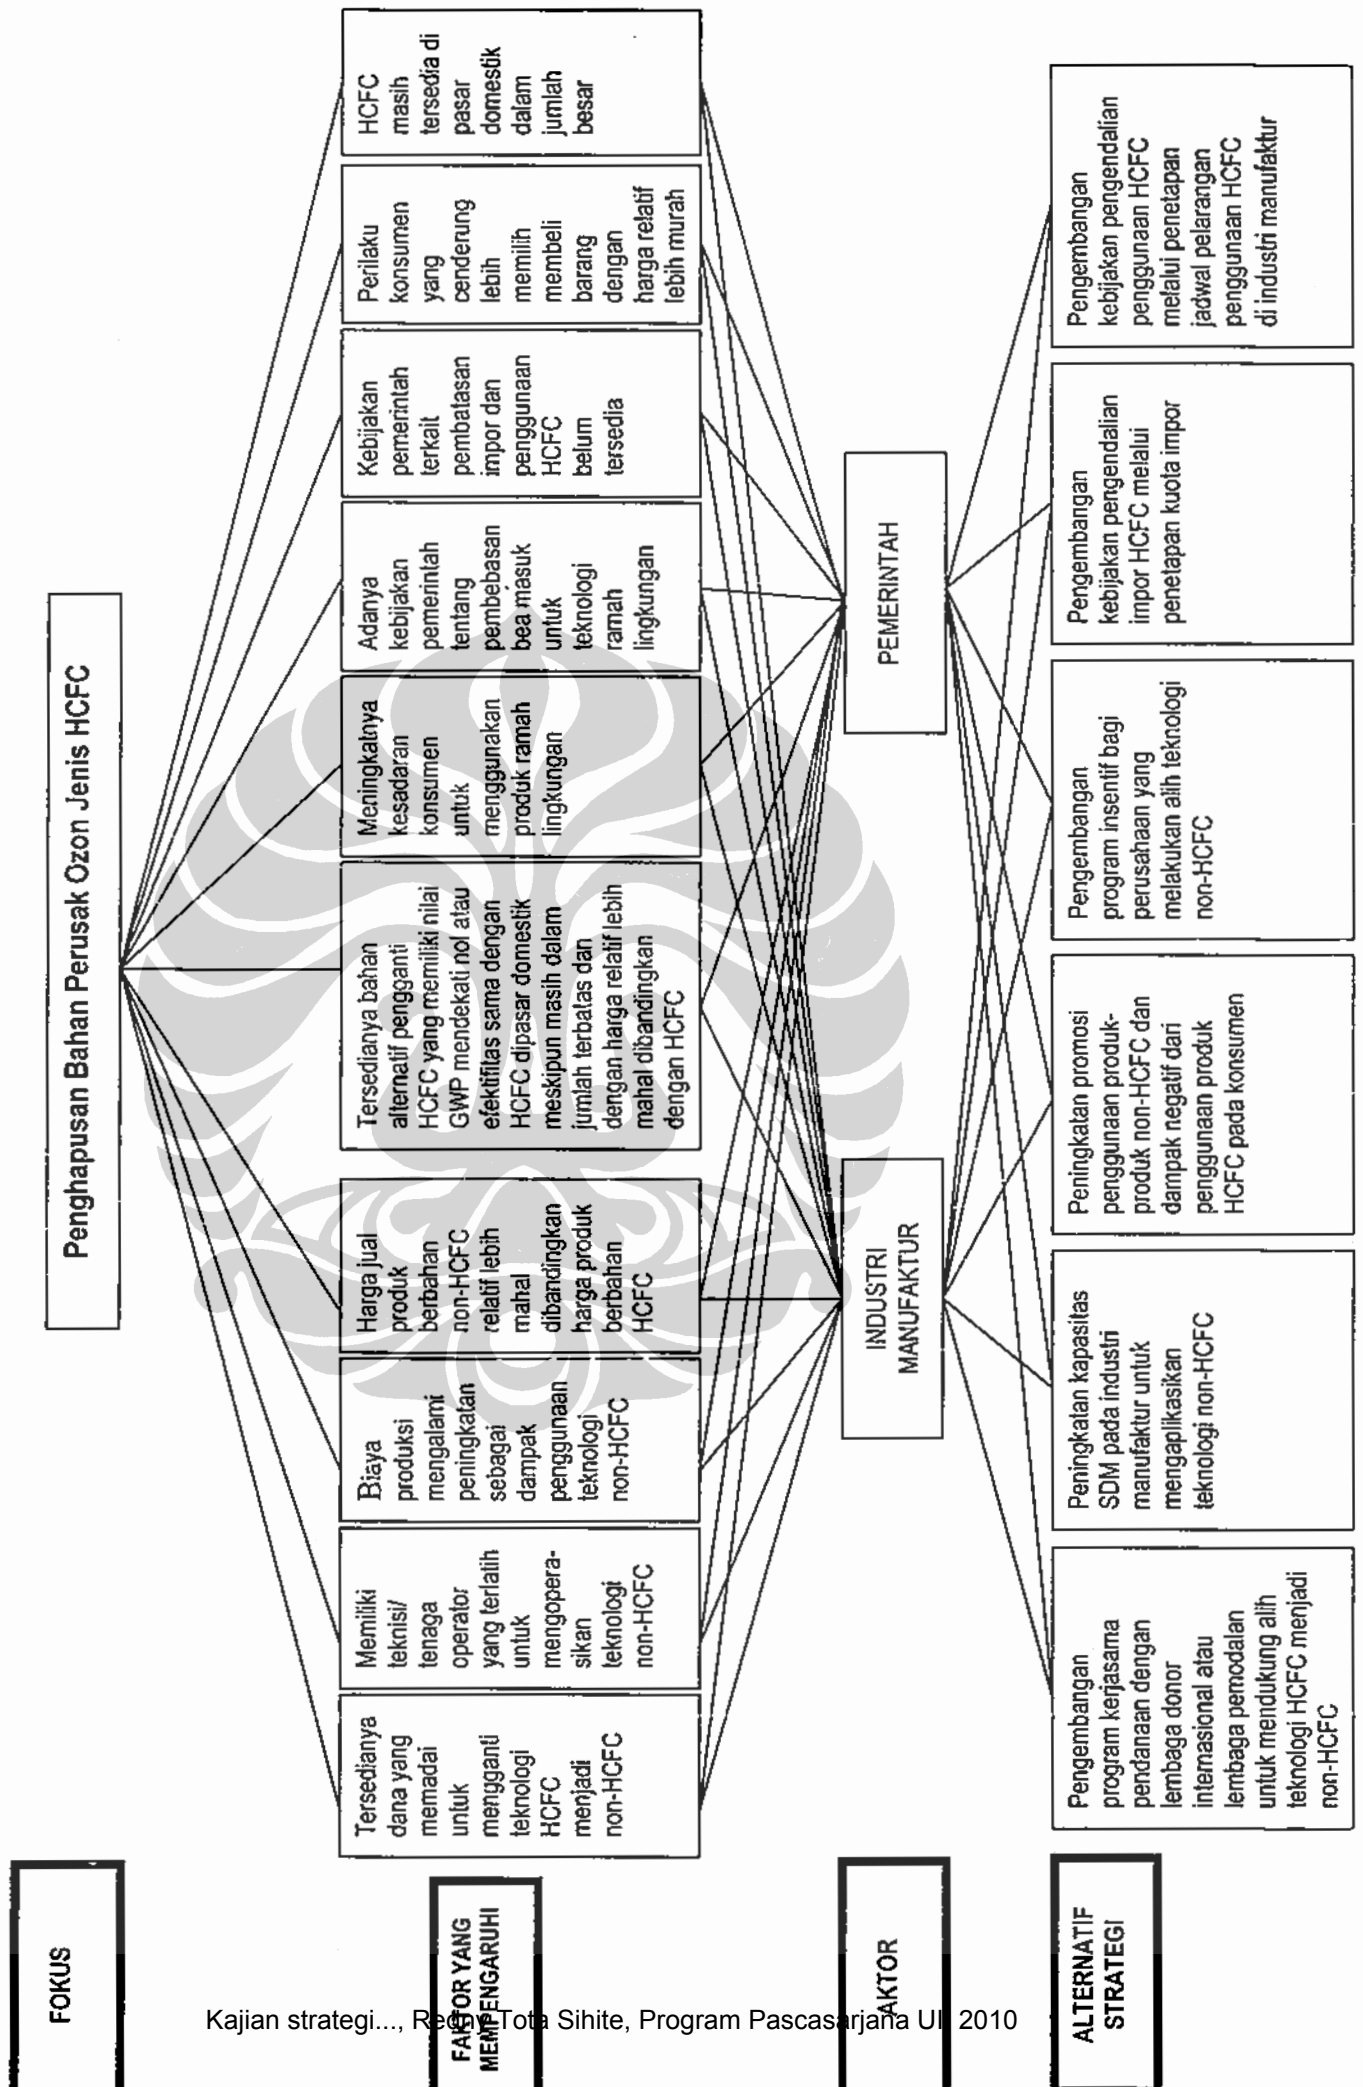 FOKUS
Penghapusan Bahan Perusak Ozon Jenis HCFC
FAKTOR YANG
MEMPENGARUHI
Tersedianya
dana yang
memadai
untuk
mengganti
teknologi
HCFC
menjadi
non-HCFC
Memiliki
teknisi/
tenaga
operator
yang terlatih
untuk
mengopera-
sikan
teknologi
non-HCFC
Biaya
produksi
mengalami
peningkatan
sebagai
dampak
penggunaan
teknologi
non-HCFC
Harga jual
produk
berbahan
non-HCFC
relatif lebih
mahal
dibandingkan
harga produk
berbahan
HCFC
Tersedianya bahan
alternatif pengganti
HCFC yang memiliki nilai
GWP mendekati nol atau
efektifitas sama dengan
HCFC dipasar domestik
meskipun masih dalam
jumlah terbatas dan
dengan harga relatif lebih
mahal dibandingkan
dengan HCFC
Meningkatnya
kesadaran
konsumen
untuk
menggunakan
produk ramah
lingkungan
Adanya
kebijakan
pemerintah
tentang
pembebasan
bea masuk
untuk
teknologi
ramah
lingkungan
Kebijakan
pemerintah
terkait
pembatasan
impor dan
penggunaan
HCFC
belum
tersedia
Perilaku
konsumen
yang
cenderung
lebih
memilih
membeli
barang
dengan
harga relatif
lebih murah
HCFC
masih
tersedia di
pasar
domestik
dalam
jumlah
besar
AKTOR
INDUSTRI
MANUFAKTUR
PEMERINTAH
ALTERNATIF
STRATEGI
Pengembangan
program kerjasama
pendanaan dengan
lembaga donor
internasional atau
lembaga pemodalan
untuk mendukung alih
teknologi HCFC menjadi
non-HCFC
Peningkatan kapasitas
SDM pada industri
manufaktur untuk
mengaplikasikan
teknologi non-HCFC
Peningkatan promosi
penggunaan produk-
produk non-HCFC dan
dampak negatif dari
penggunaan produk
HCFC pada konsumen
Pengembangan
program insentif bagi
perusahaan yang
melakukan alih teknologi
non-HCFC
Pengembangan
kebijakan pengendalian
impor HCFC melalui
penetapan kuota impor
Pengembangan
kebijakan pengendalian
penggunaan HCFC
melalui penetapan
jadwal pelarangan
penggunaan HCFC
di industri manufaktur
Kajian strategi..., Tota Sihite, Program Pascasarjana UI, 2010